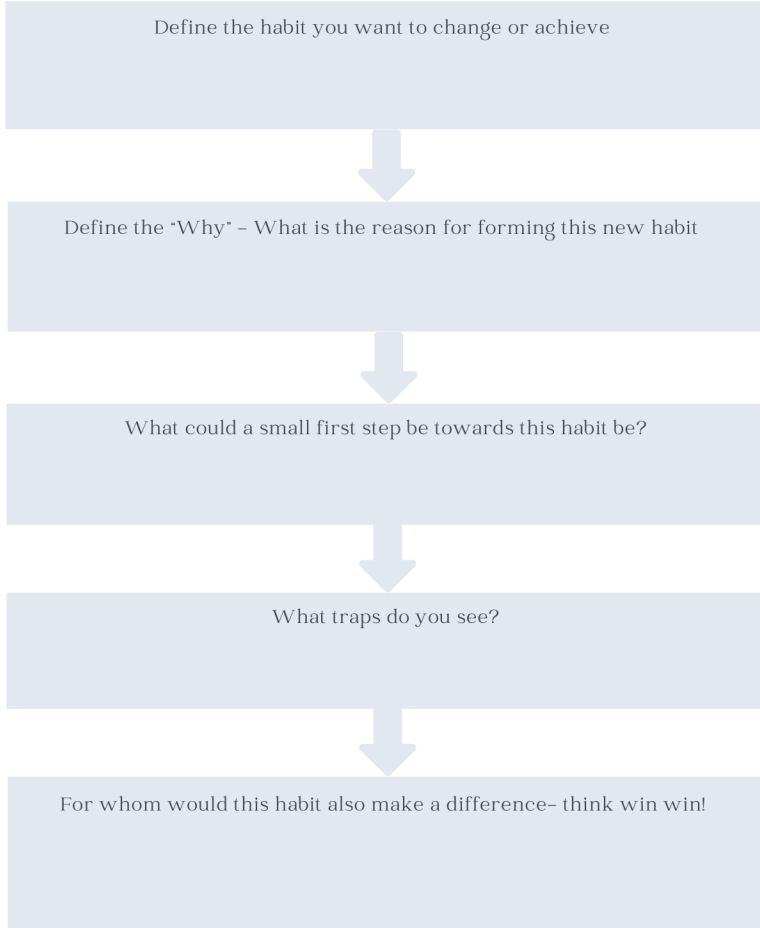 Define the habit you want to change or achieve
Define the “Why” – What is the reason for forming this new habit
What could a small first step be towards this habit be?
What traps do you see?
For whom would this habit also make a difference– think win win!